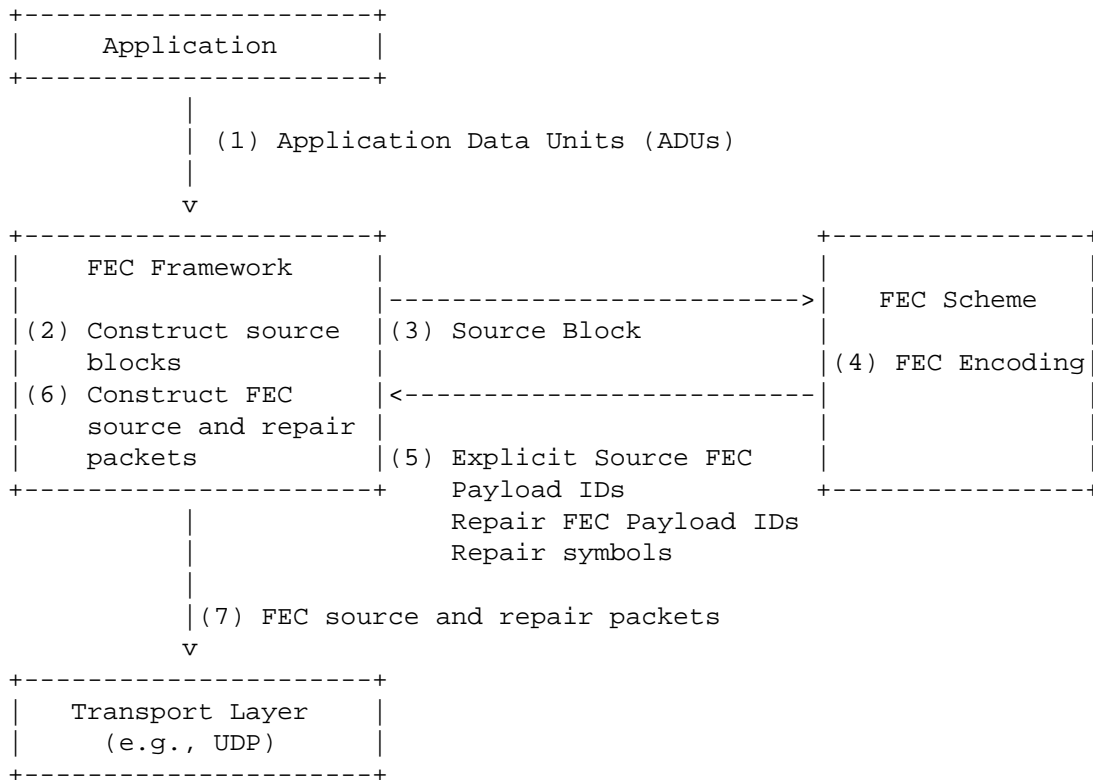 Application
(1) Application Data Units (ADUs)
FEC Framework
FEC Scheme
(2) Construct source
blocks
(3) Source Block
(4) FEC Encoding
(6) Construct FEC
source and repair
packets
(5) Explicit Source FEC
Payload IDs
Repair FEC Payload IDs
Repair symbols
(7) FEC source and repair packets
Transport Layer
(e.g., UDP)